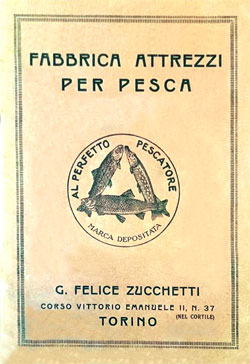 FABBRICA ATTREZZI
PER PESCA
AL PERFETTO PESCATORE
MARCA DEPOSITATA
G. FELICE ZUCCHETTI
CORSO VITTORIO EMANUELE II, N. 37
(NEL CORTILE)
TORINO